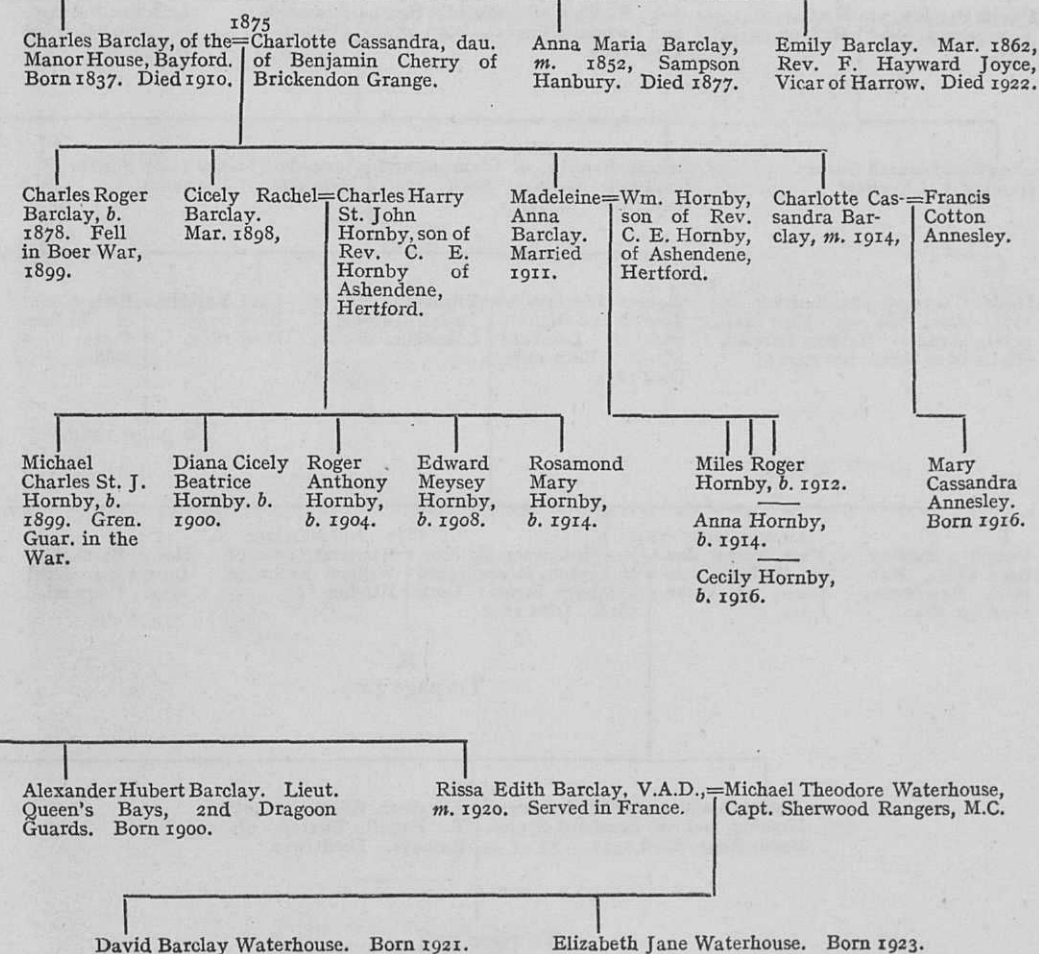 1875
Charles Barclay, of the=Charlotte Cassandra, dau.
Manor House, Bayford. of Benjamin Cherry of
Born 1837. Died 1910. Brickendon Grange.
Anna Maria Barclay,
m. 1852, Sampson
Hanbury. Died 1877.
Emily Barclay. Mar. 1862,
Rev. F. Hayward Joyce,
Vicar of Harrow. Died 1922.
Charles Roger
Barclay, b.
1878. Fell
in Boer War,
1899.
Cicely Rachel=Charles Harry
Barclay. St. John
Mar. 1898, Hornby, son of
Rev. C. E.
Hornby of
Ashendene,
Hertford.
Madeleine=Wm. Hornby,
Anna son of Rev.
Barclay. C. E. Hornby,
Married of Ashendene,
1911. Hertford.
Charlotte Cas-=Francis
sandra Bar- Cotton
clay, m. 1914, Annesley.
Michael
Charles St. J.
Hornby, b.
1899. Gren.
Guar. in the
War.
Diana Cicely
Beatrice
Hornby. b.
1900.
Roger
Anthony
Hornby,
b. 1904.
Edward
Meysey
Hornby,
b. 1908.
Rosamond
Mary
Hornby,
b. 1914.
Miles Roger
Hornby, b. 1912.
Anna Hornby,
b. 1914.
Cecily Hornby,
b. 1916.
Mary
Cassandra
Annesley.
Born 1916.
Alexander Hubert Barclay. Lieut.
Queen's Bays, 2nd Dragoon
Guards. Born 1900.
Rissa Edith Barclay, V.A.D.,=Michael Theodore Waterhouse,
m. 1920. Served in France. Capt. Sherwood Rangers, M.C.
David Barclay Waterhouse. Born 1921.
Elizabeth Jane Waterhouse. Born 1923.